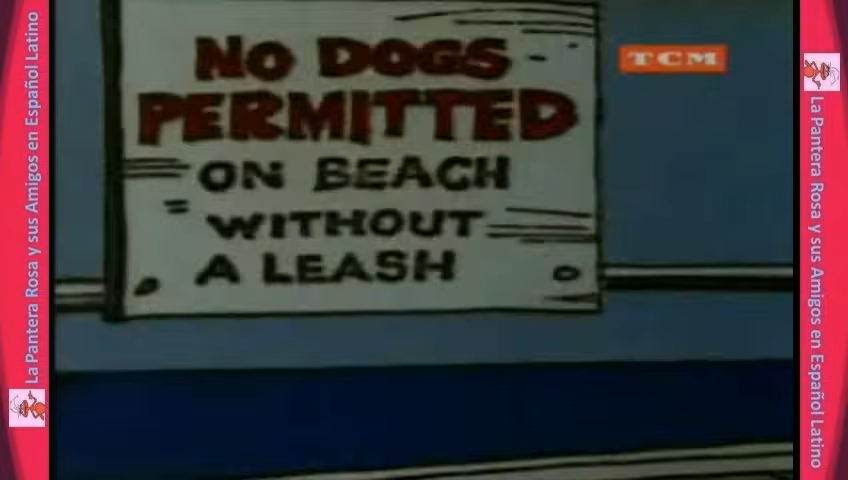 NO DOGS
PERMITTED
ON BEACH
WITHOUT
A LEASH
TCM
La Pantera Rosa y sus Amigos en Español Latino
La Pantera Rosa y sus Amigos en Español Latino